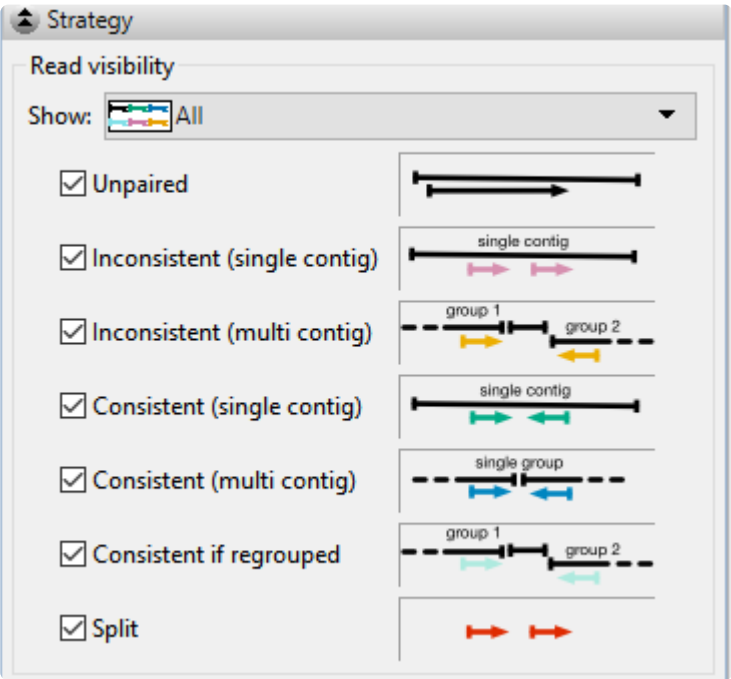 Strategy
Read visibility
Show: All
Unpaired
Inconsistent (single contig)
single contig
Inconsistent (multi contig)
group 1
group 2
Consistent (single contig)
single contig
Consistent (multi contig)
single group
Consistent if regrouped
group 1
group 2
Split